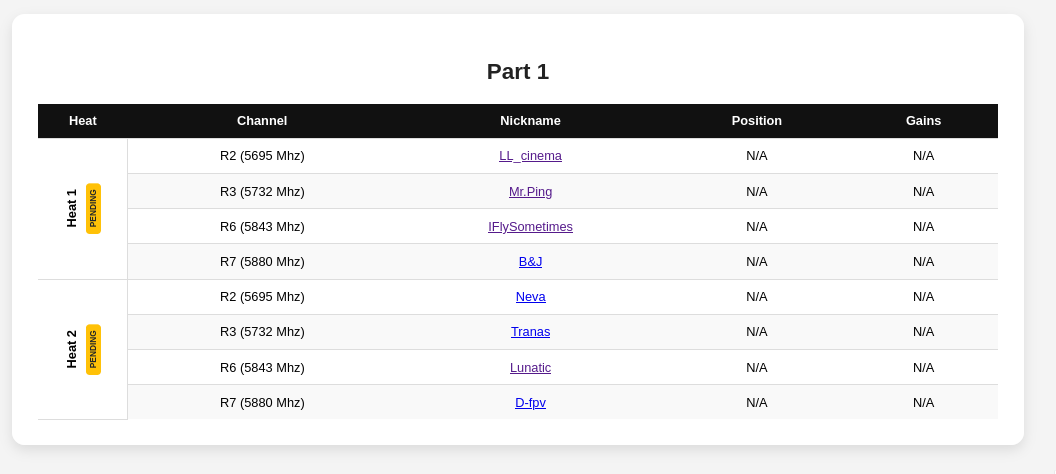 Part 1
Heat Channel Nickname Position Gains
Heat 1 PENDING
R2 (5695 Mhz) LL_cinema N/A N/A
R3 (5732 Mhz) Mr.Ping N/A N/A
R6 (5843 Mhz) IFlySometimes N/A N/A
R7 (5880 Mhz) B&J N/A N/A
Heat 2 PENDING
R2 (5695 Mhz) Neva N/A N/A
R3 (5732 Mhz) Tranas N/A N/A
R6 (5843 Mhz) Lunatic N/A N/A
R7 (5880 Mhz) D-fpv N/A N/A